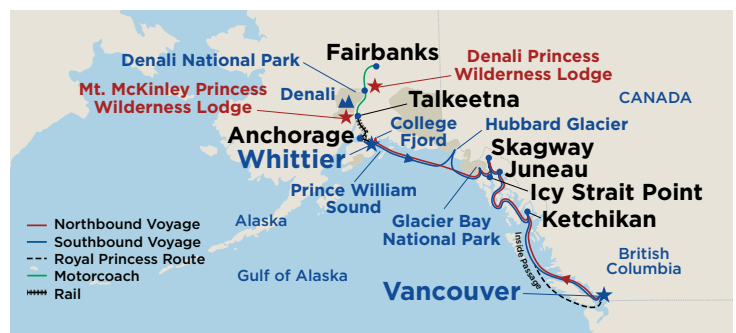 Fairbanks
Denali National Park
Denali Princess
Wilderness Lodge
Mt. McKinley Princess
Wilderness Lodge
Denali
Talkeetna
CANADA
Anchorage
College
Fjord
Hubbard Glacier
Whittier
Skagway
Juneau
Prince William
Sound
Icy Strait Point
Glacier Bay
National Park
Ketchikan
Alaska
Northbound Voyage
Southbound Voyage
Royal Princess Route
Motorcoach
Rail
Gulf of Alaska
Inside Passage
British
Columbia
Vancouver